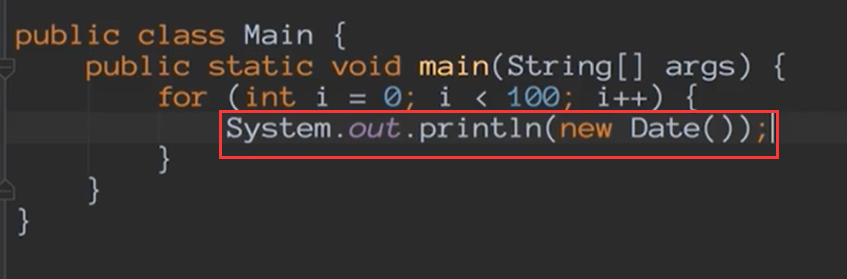 public class Main {
    public static void main(String[] args) {
        for (int i = 0; i < 100; i++) {
            System.out.println(new Date());
        }
    }
}